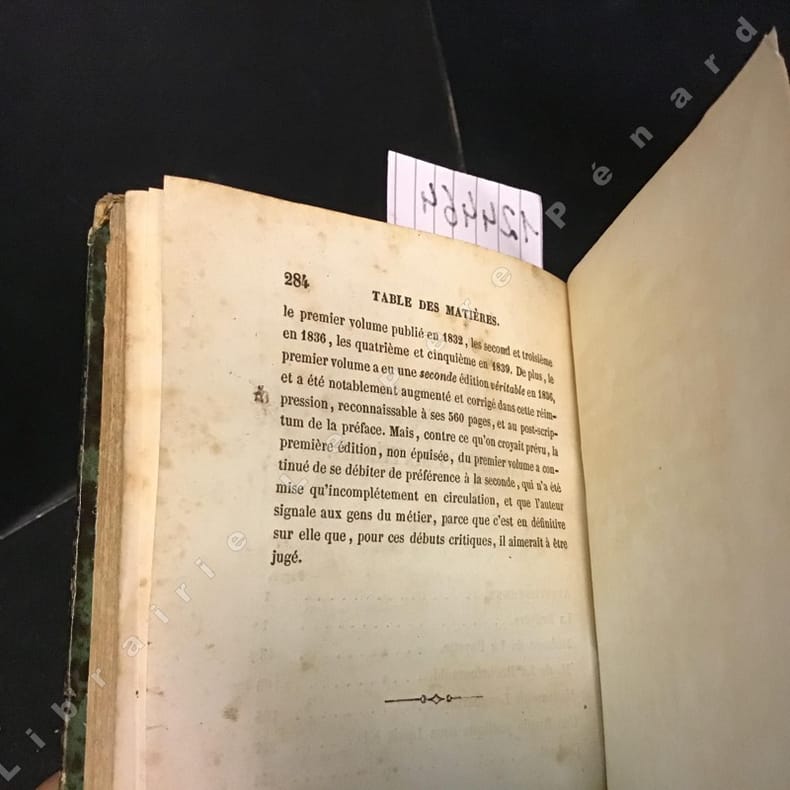 124464
284
TABLE DES MATIÈRES.
le premier volume publié en 1832, les second et troisième
en 1836, les quatrième et cinquième en 1839. De plus, le
premier volume a eu une seconde édition véritable en 1836,
et a été notablement augmenté et corrigé dans cette réim-
pression, reconnaissable à ses 560 pages, et au post-scrip-
tum de la préface. Mais, contre ce qu'on croyait prévu, la
première édition, non épuisée, du premier volume a con-
tinué de se débiter de préférence à la seconde, qui n'a été
mise qu'incomplétement en circulation, et que l'auteur
signale aux gens du métier, parce que c'est en définitive
sur elle que, pour ces débuts critiques, il aimerait à être
jugé.
Librairie Le Père Pénard